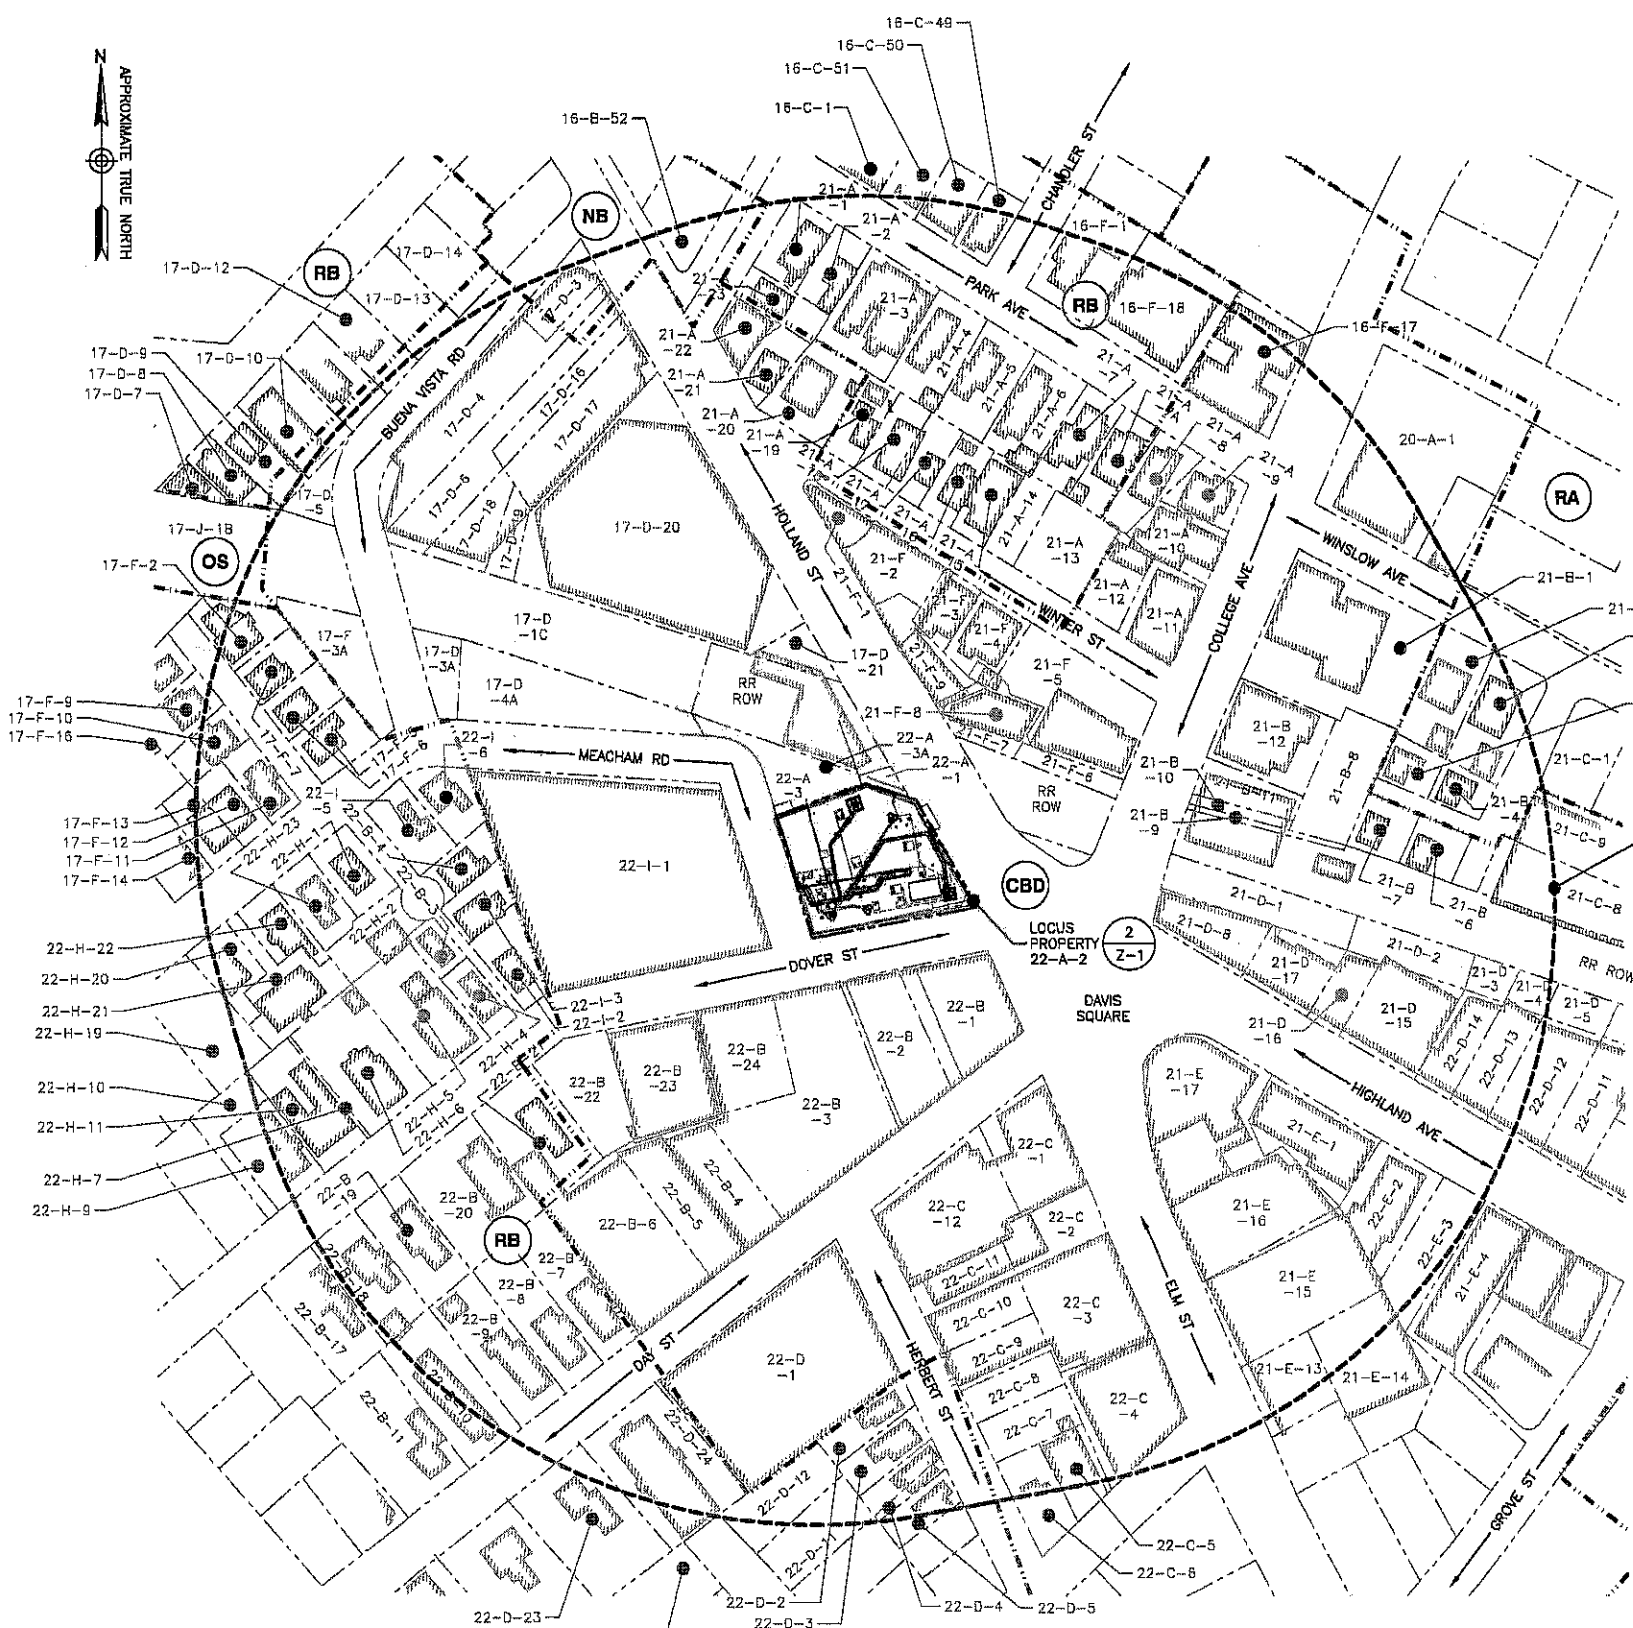 16-C-49
16-C-50
16-C-51
16-C-1
16-B-52
N
APPROXIMATE TRUE NORTH
CHANDLER ST
NB
RB
17-D-12
17-D-14
17-D-13
17-D-3
21-A
-1
21-A
-2
16-F-1
PARK AVE
RB
16-F-18
16-F-17
21-A
-3
21-A-4
21-A-5
21-A-6
21-A
-7
21-A
-8
21-A
-9
20-A-1
RA
17-D-9
17-D-10
17-D-8
17-D-7
BUENA VISTA RD
17-D-4
17-D-16
17-D-17
17-D-6
17-D-18
17-D-19
17-D
-5
17-D-20
21-A
-22
21-A
-21
21-A
-20
21-A
-19
HOLLAND ST
21-A-14
21-A
-13
21-A
-10
21-A
-12
21-A
-11
WINSLOW AVE
COLLEGE AVE
WINTER ST
17-J-1B
17-F-2
OS
21-F
-2
21-F-1
21-F
-3
21-F
-4
21-F
-5
21-F-9
21-F-8
21-F-7
21-F-6
21-B-1
17-F
-3A
17-D
-1C
17-D
-3A
17-D
-4A
17-D
-21
RR
ROW
RR
ROW
17-F-9
17-F-10
17-F-16
17-F-7
17-F-6
17-F-5
22-I
-6
MEACHAM RD
22-A
-3A
22-A
-1
22-A
-3
21-B
-12
21-B-8
21-B
-10
21-B-11
21-B
-9
21-C-1
21-B
-4
21-C-9
17-F-13
17-F-12
17-F-11
17-F-14
22-I
-5
22-H-23
22-H-1
22-H-2
22-I-1
CBD
LOCUS
PROPERTY
22-A-2
2
Z-1
21-B
-7
21-B
-6
21-C-8
21-D-1
21-D-8
21-D
-17
21-D-2
21-D
-3
21-D
-4
21-D
-5
RR ROW
21-D
-16
21-D
-15
22-D-14
22-D-13
22-D-12
22-D-11
22-H-22
22-H-20
22-H-21
22-H-19
22-H-10
22-H-11
22-H-7
22-H-9
22-H-4
22-H-5
22-H-6
22-I-3
22-I-2
DOVER ST
DAVIS
SQUARE
HIGHLAND AVE
22-B
-1
22-B
-2
22-B
-3
22-B
-24
22-B
-23
22-B
-22
21-E
-17
21-E-1
22-E-2
22-E-3
21-E
-16
21-E
-15
21-E-4
21-E-13
21-E-14
22-C
-1
22-C
-2
22-C
-12
22-C-11
22-C-10
22-C-9
22-C-8
22-C-7
22-C
-3
22-C
-4
ELM ST
22-B-4
22-B-5
22-B-6
22-B
-7
22-B
-8
22-B
-9
22-B
-19
22-B
-20
RB
22-B-18
22-B-17
22-B-11
22-B-10
DAY ST
22-D
-1
HERBERT ST
22-D-24
22-D-12
22-D-11
GROVE ST
22-C-5
22-C-8
22-D-23
22-D-2
22-D-3
22-D-4
22-D-5